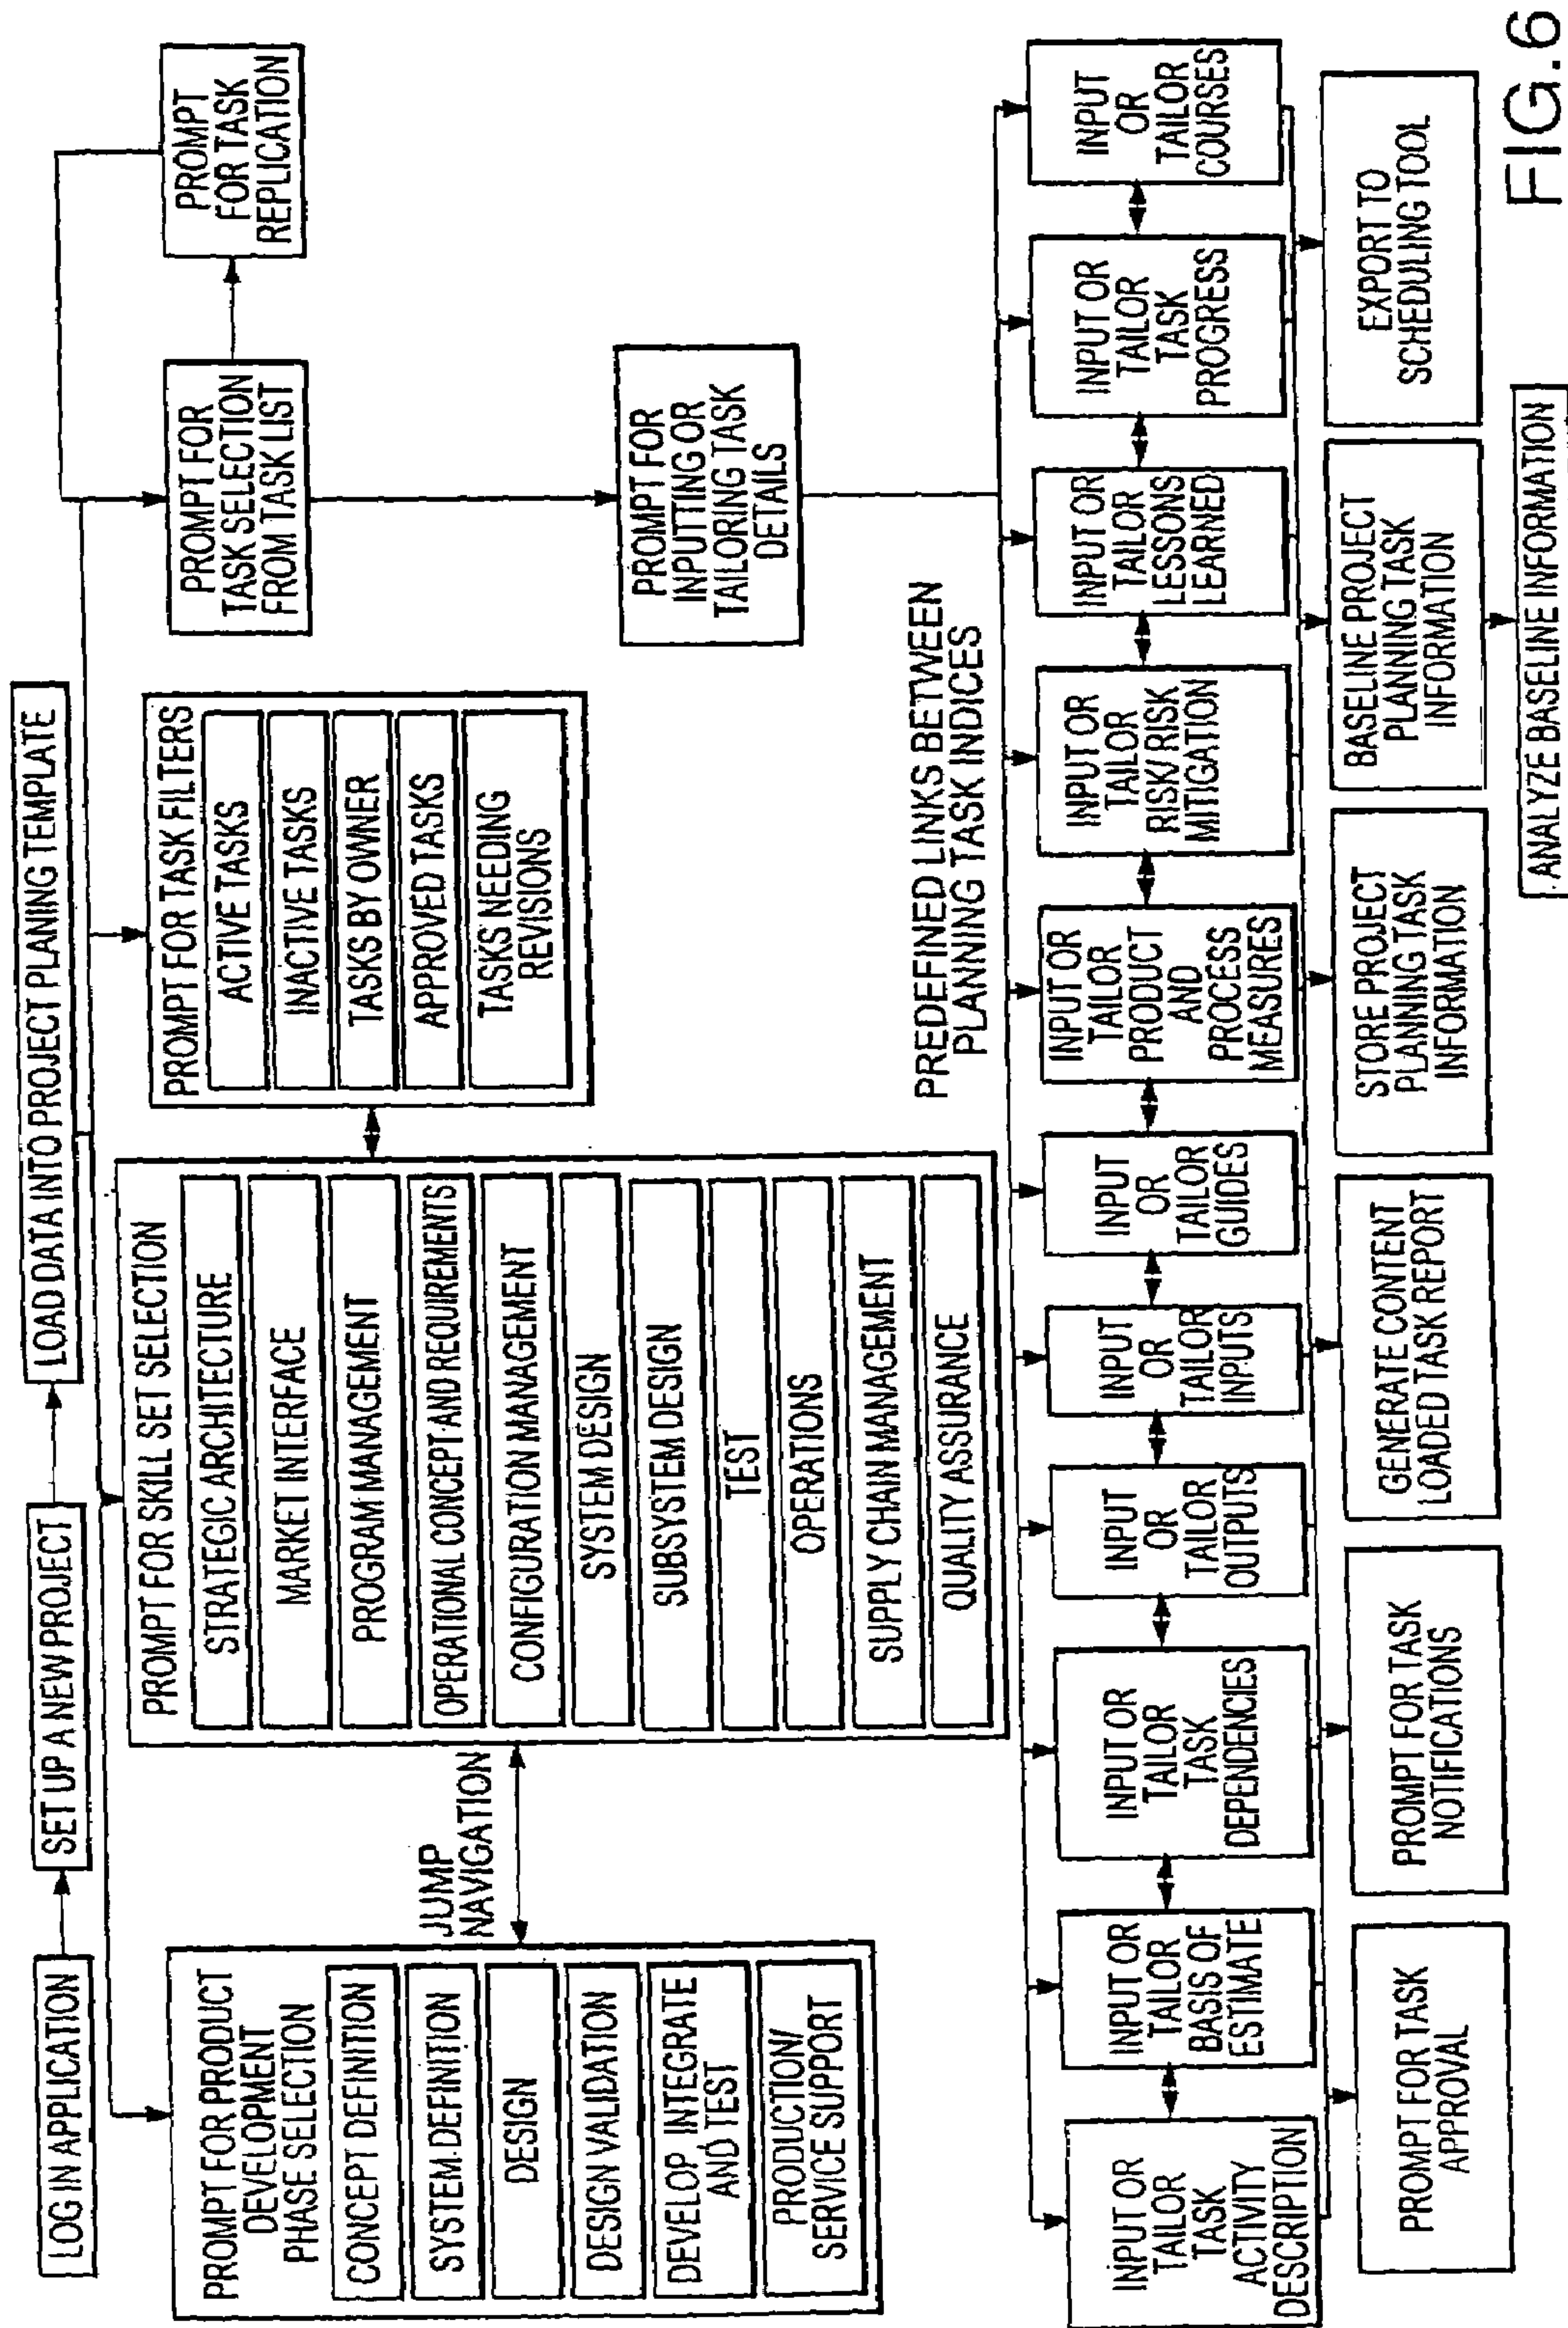 LOG IN APPLICATION
SET UP A NEW PROJECT
LOAD DATA INTO PROJECT PLANING TEMPLATE
PROMPT FOR PRODUCT
DEVELOPMENT
PHASE SELECTION
CONCEPT DEFINITION
SYSTEM DEFINITION
DESIGN
DESIGN VALIDATION
DEVELOP INTEGRATE
AND TEST
PRODUCTION/
SERVICE SUPPORT
JUMP
NAVIGATION
PROMPT FOR SKILL SET SELECTION
STRATEGIC ARCHITECTURE
MARKET INTERFACE
PROGRAM MANAGEMENT
OPERATIONAL CONCEPT AND REQUIREMENTS
CONFIGURATION MANAGEMENT
SYSTEM DESIGN
SUBSYSTEM DESIGN
TEST
OPERATIONS
SUPPLY CHAIN MANAGEMENT
QUALITY ASSURANCE
PROMPT FOR TASK FILTERS
ACTIVE TASKS
INACTIVE TASKS
TASKS BY OWNER
APPROVED TASKS
TASKS NEEDING
REVISIONS
PROMPT FOR
TASK SELECTION
FROM TASK LIST
PROMPT
FOR TASK
REPLICATION
PROMPT FOR
INPUTTING OR
TAILORING TASK
DETAILS
PREDEFINED LINKS BETWEEN
PLANNING TASK INDICES
INPUT OR
TAILOR
TASK
ACTIVITY
DESCRIPTION
INPUT OR
TAILOR
BASIS OF
ESTIMATE
INPUT OR
TAILOR
TASK
DEPENDENCIES
INPUT
OR
TAILOR
OUTPUTS
INPUT
OR
TAILOR
INPUTS
INPUT
OR
TAILOR
GUIDES
INPUT OR
TAILOR
PRODUCT
AND
PROCESS
MEASURES
INPUT OR
TAILOR
RISK/RISK
MITIGATION
INPUT OR
TAILOR
LESSONS
LEARNED
INPUT OR
TAILOR
TASK
PROGRESS
INPUT
OR
TAILOR
COURSES
PROMPT FOR TASK
APPROVAL
PROMPT FOR TASK
NOTIFICATIONS
GENERATE CONTENT
LOADED TASK REPORT
STORE PROJECT
PLANNING TASK
INFORMATION
BASELINE PROJECT
PLANNING TASK
INFORMATION
EXPORT TO
SCHEDULING TOOL
ANALYZE BASELINE INFORMATION
FIG.6